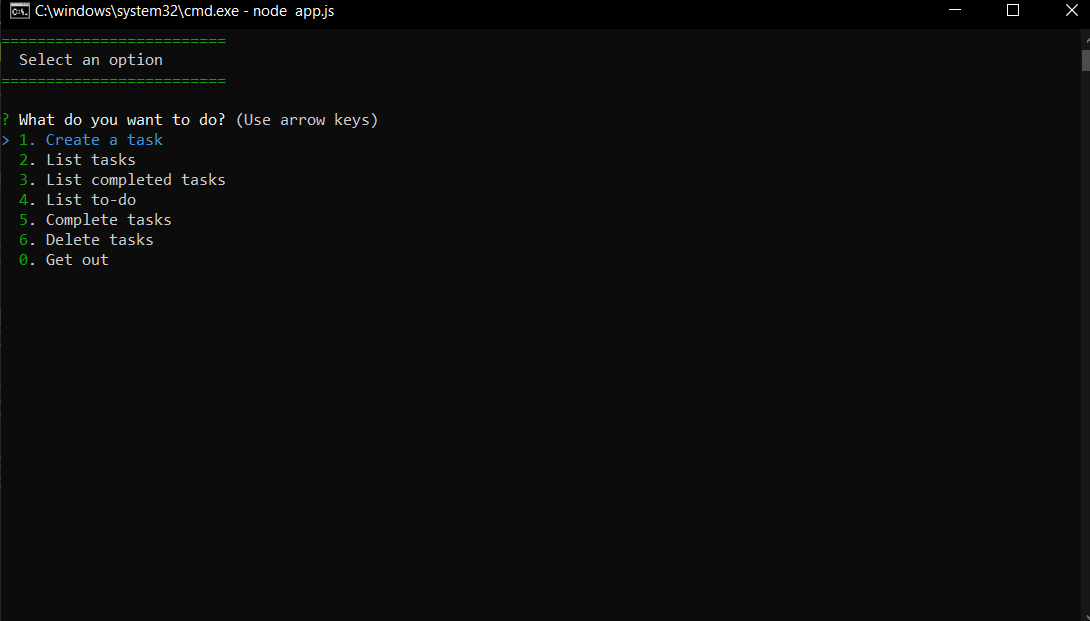 C:\windows\system32\cmd.exe - node  app.js
=========================
  Select an option
=========================
? What do you want to do? (Use arrow keys)
> 1. Create a task
  2. List tasks
  3. List completed tasks
  4. List to-do
  5. Complete tasks
  6. Delete tasks
  0. Get out